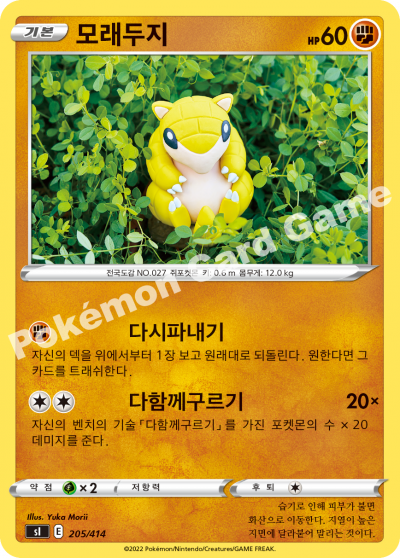 기본 모래두지 HP 60
전국도감 NO.027 쥐포켓몬 키: 0.6 m 몸무게: 12.0 kg
Pokémon Card Game
다시파내기
자신의 덱을 위에서부터 1장 보고 원래대로 되돌린다. 원한다면 그
카드를 트래쉬한다.
다함께구르기 20×
자신의 벤치의 기술「다함께구르기」를 가진 포켓몬의 수 × 20
데미지를 준다.
약점 ×2 저항력 후퇴
Illus. Yuka Morii
sI E 205/414
습기로 인해 피부가 불면
화산으로 이동한다. 지열이 높은
지면에 달라붙어 말리는 것이다.
©2022 Pokémon/Nintendo/Creatures/GAME FREAK.